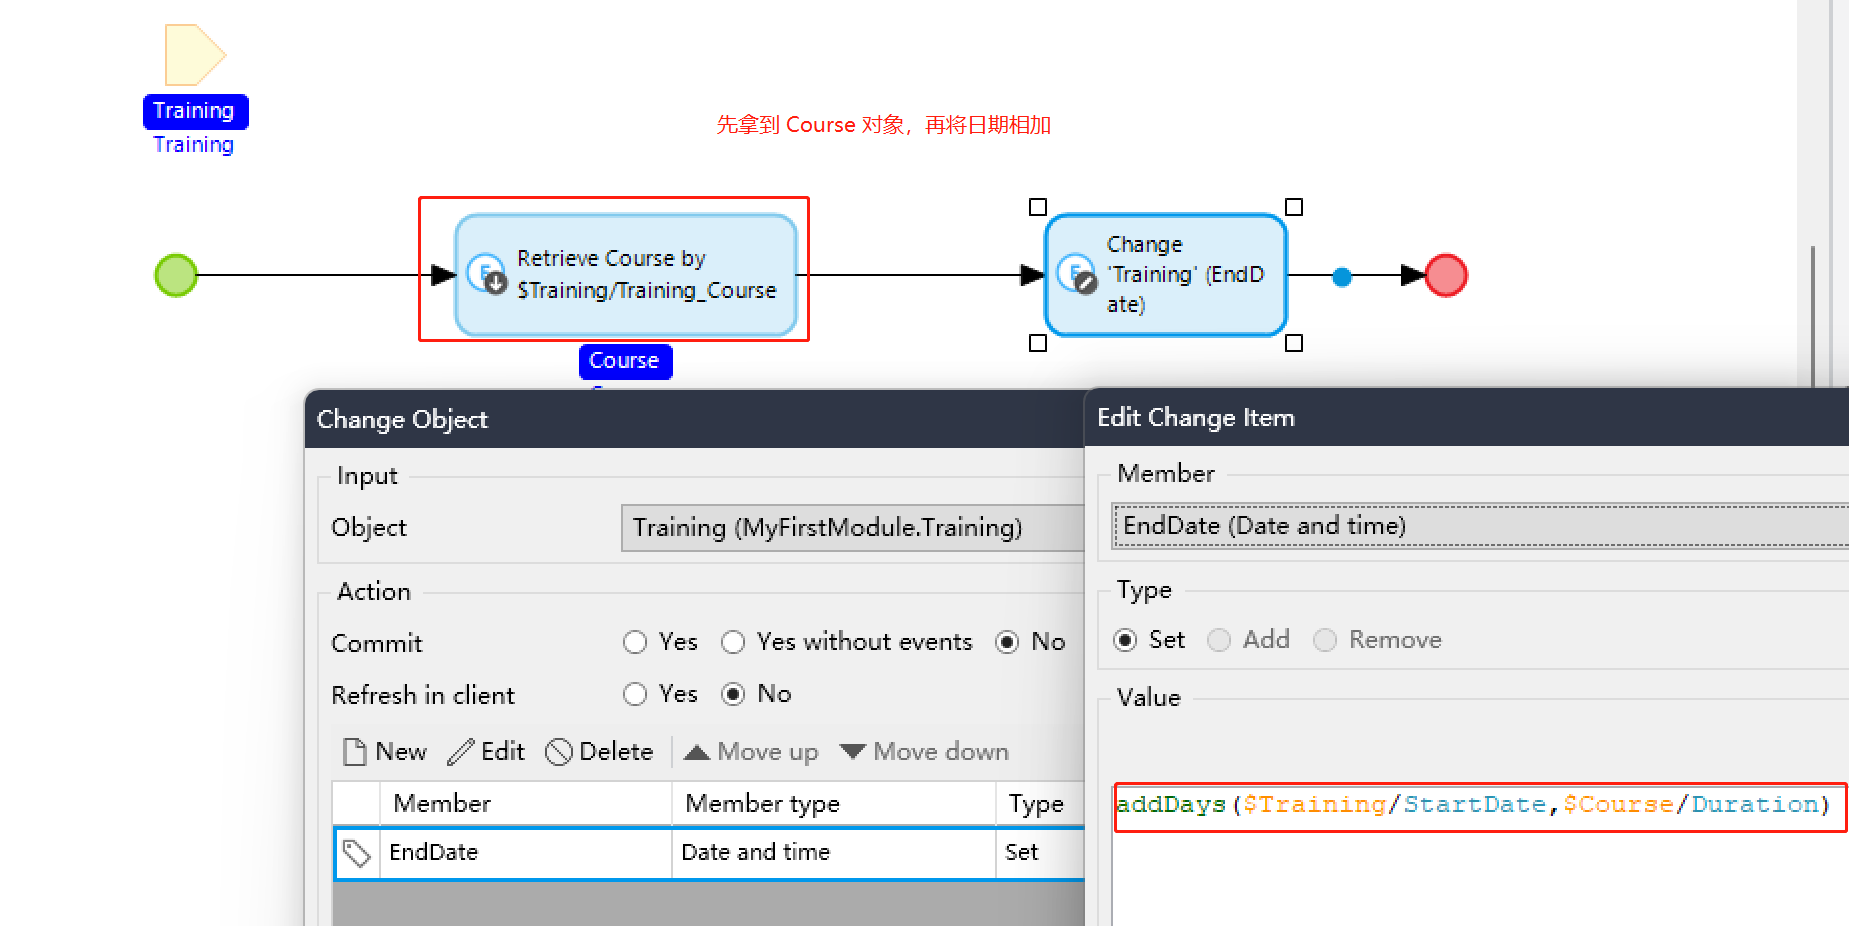 Training
Training
先拿到 Course 对象，再将日期相加
Retrieve Course by
$Training/Training_Course
Change
'Training' (EndD
ate)
Course
Change Object
Input
Object
Training (MyFirstModule.Training)
Action
Commit
Yes
Yes without events
No
Refresh in client
Yes
No
New
Edit
Delete
Move up
Move down
Member
Member type
Type
EndDate
Date and time
Set
Edit Change Item
Member
EndDate (Date and time)
Type
Set
Add
Remove
Value
addDays($Training/StartDate,$Course/Duration)